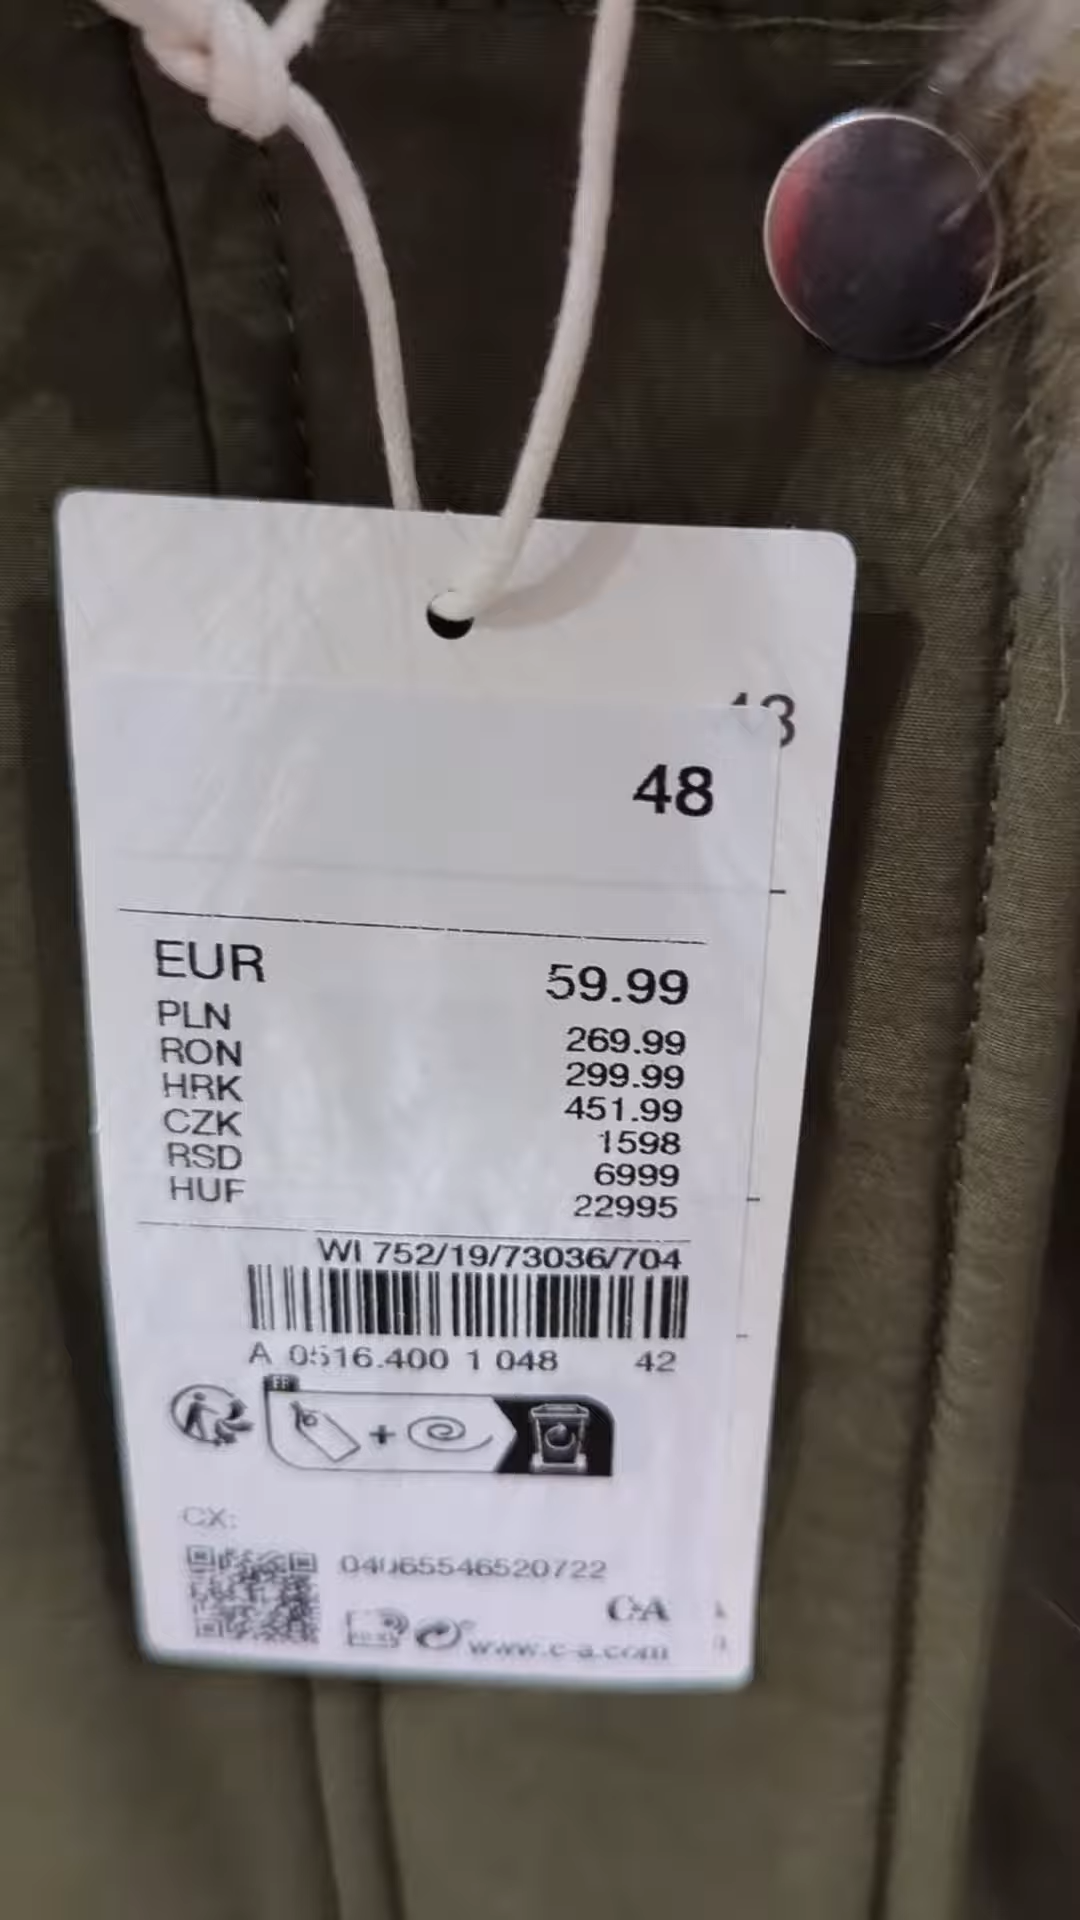 48
EUR 59.99
PLN 269.99
RON 299.99
HRK 451.99
CZK 1598
RSD 6999
HUF 22995
WI 752/19/73036/704
A 0516.400 1 048 42
FR
CX:
04065546520722
C&A
www.c-a.com